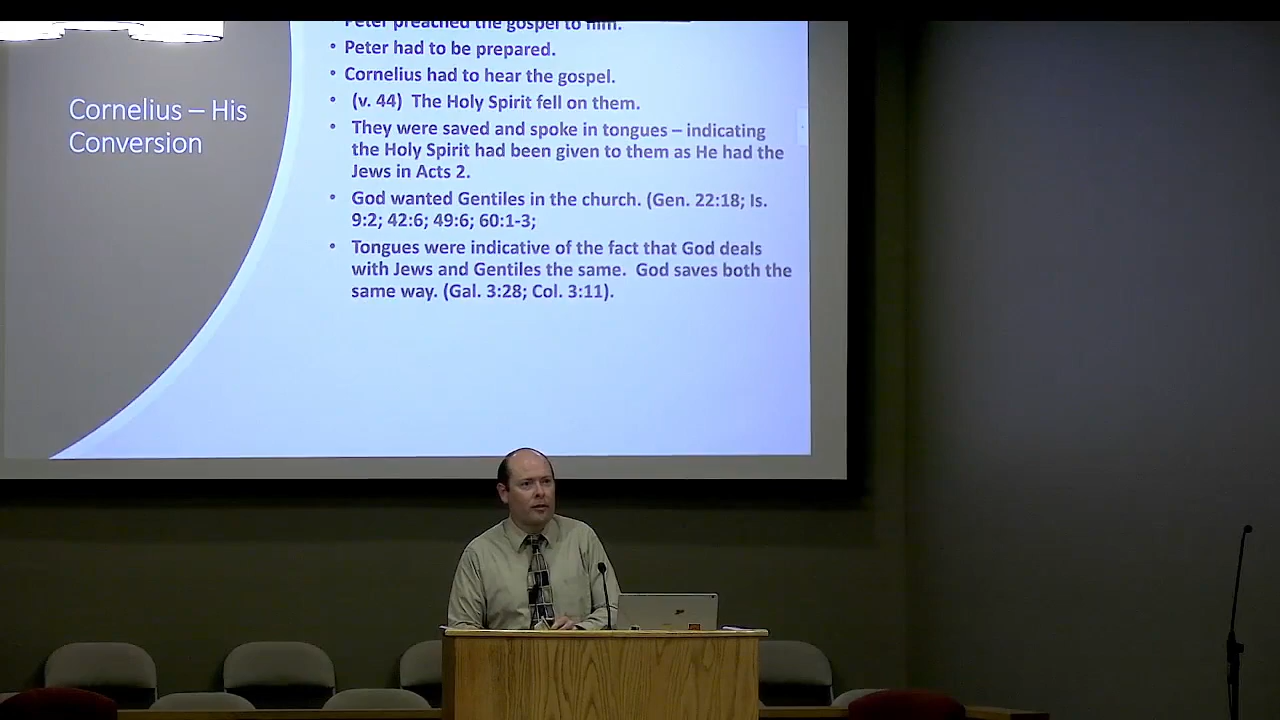 Cornelius – His
Conversion
Peter preached the gospel to him.
• Peter had to be prepared.
• Cornelius had to hear the gospel.
• (v. 44) The Holy Spirit fell on them.
• They were saved and spoke in tongues – indicating
the Holy Spirit had been given to them as He had the
Jews in Acts 2.
• God wanted Gentiles in the church. (Gen. 22:18; Is.
9:2; 42:6; 49:6; 60:1-3;
• Tongues were indicative of the fact that God deals
with Jews and Gentiles the same. God saves both the
same way. (Gal. 3:28; Col. 3:11).